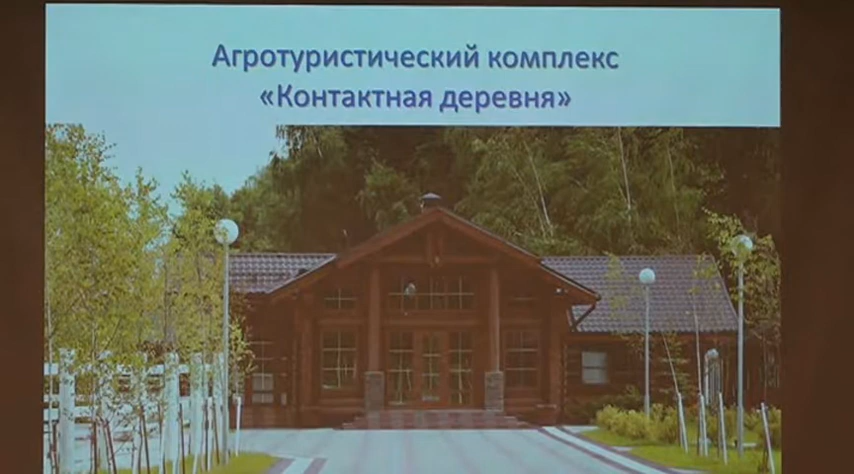 Агротуристический комплекс
«Контактная деревня»